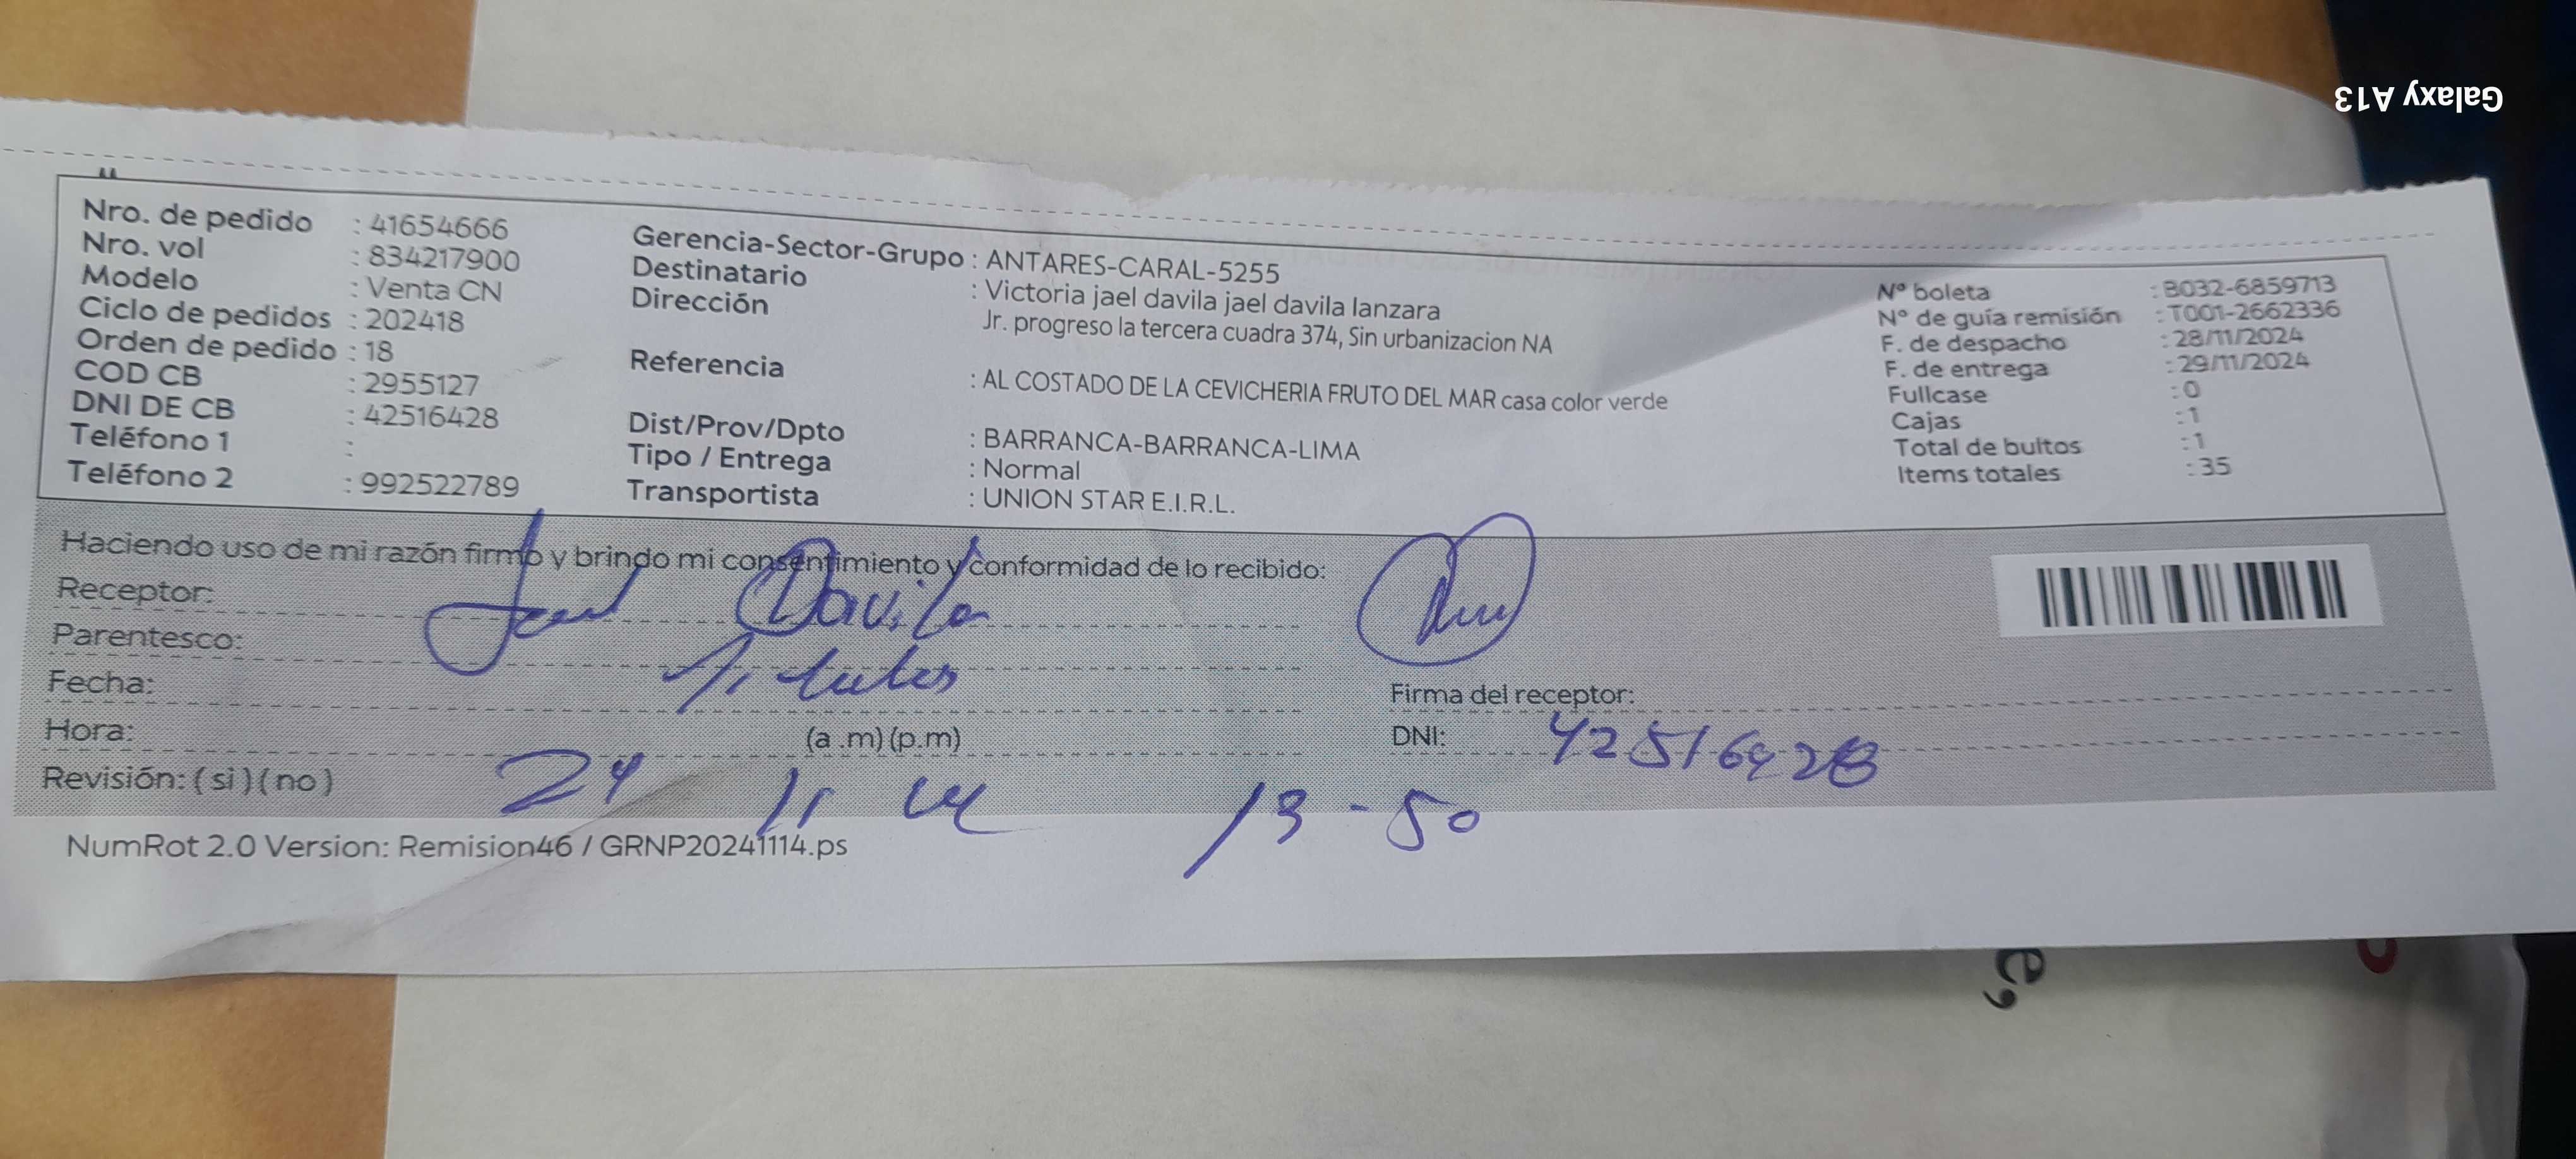 Galaxy A13
Nro. de pedido : 41654666
Nro. vol : 834217900
Modelo : Venta CN
Ciclo de pedidos : 202418
Orden de pedido : 18
COD CB : 2955127
DNI DE CB : 42516428
Teléfono 1 :
Teléfono 2 : 992522789
Gerencia-Sector-Grupo : ANTARES-CARAL-5255
Destinatario : Victoria jael davila jael davila lanzara
Dirección Jr. progreso la tercera cuadra 374, Sin urbanizacion NA
Referencia : AL COSTADO DE LA CEVICHERIA FRUTO DEL MAR casa color verde
Dist/Prov/Dpto : BARRANCA-BARRANCA-LIMA
Tipo / Entrega : Normal
Transportista : UNION STAR E.I.R.L.
Nº boleta : B032-6859713
Nº de guía remisión : T001-2662336
F. de despacho : 28/11/2024
F. de entrega : 29/11/2024
Fullcase : 0
Cajas : 1
Total de bultos : 1
Items totales : 35
Haciendo uso de mi razón firmo y brindo mi consentimiento y conformidad de lo recibido:
Receptor: Jael Davila
Parentesco:
Fecha:
Hora: (a .m) (p.m)
Revisión: ( si ) ( no )
13-50
Firma del receptor:
DNI: 42516428
NumRot 2.0 Version: Remision46 / GRNP20241114.ps
e,